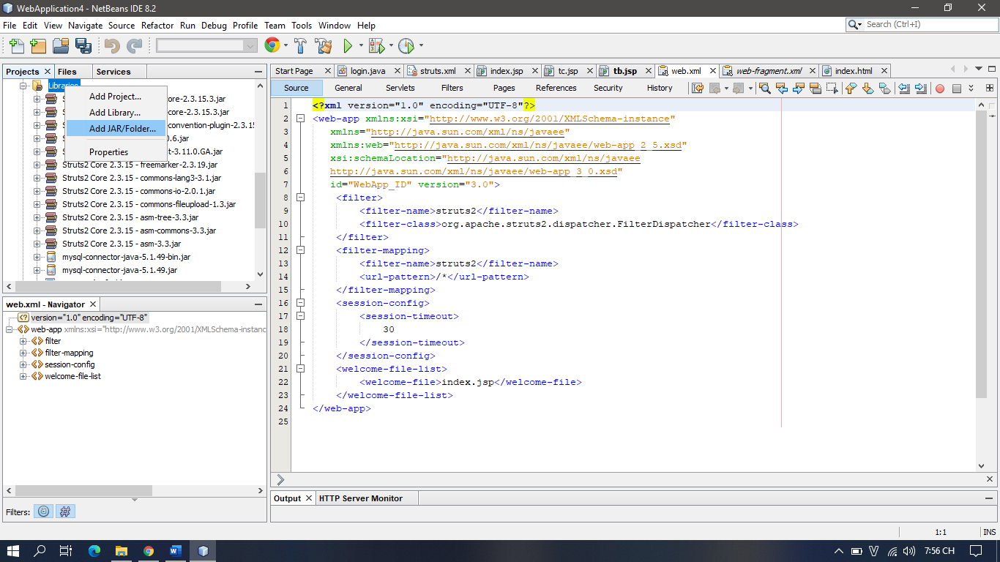 WebApplication4 - NetBeans IDE 8.2
File Edit View Navigate Source Refactor Run Debug Profile Team Tools Window Help
Search (Ctrl+I)
Projects Files Services
Start Page login.java struts.xml index.jsp tc.jsp tb.jsp web.xml web-fragment.xml index.html
Source General Servlets Filters Pages References Security History
Libraries
Add Project...
Add Library...
Add JAR/Folder...
Properties
core-2.3.15.3.jar
core-2.3.15.3.jar
convention-plugin-2.3.15
0.6.jar
t-3.11.0.GA.jar
Struts2 Core 2.3.15 - freemarker-2.3.19.jar
Struts2 Core 2.3.15 - commons-lang3-3.1.jar
Struts2 Core 2.3.15 - commons-io-2.0.1.jar
Struts2 Core 2.3.15 - commons-fileupload-1.3.jar
Struts2 Core 2.3.15 - asm-tree-3.3.jar
Struts2 Core 2.3.15 - asm-commons-3.3.jar
Struts2 Core 2.3.15 - asm-3.3.jar
mysql-connector-java-5.1.49-bin.jar
mysql-connector-java-5.1.49.jar
web.xml - Navigator
version="1.0" encoding="UTF-8"
web-app xmlns:xsi="http://www.w3.org/2001/XMLSchema-instanc
filter
filter-mapping
session-config
welcome-file-list
Filters:
1 <?xml version="1.0" encoding="UTF-8"?>
2 <web-app xmlns:xsi="http://www.w3.org/2001/XMLSchema-instance"
3 xmlns="http://java.sun.com/xml/ns/javaee"
4 xmlns:web="http://java.sun.com/xml/ns/javaee/web-app_2_5.xsd"
5 xsi:schemaLocation="http://java.sun.com/xml/ns/javaee
6 http://java.sun.com/xml/ns/javaee/web-app_3_0.xsd"
7 id="WebApp_ID" version="3.0">
8 <filter>
9 <filter-name>struts2</filter-name>
10 <filter-class>org.apache.struts2.dispatcher.FilterDispatcher</filter-class>
11 </filter>
12 <filter-mapping>
13 <filter-name>struts2</filter-name>
14 <url-pattern>/*</url-pattern>
15 </filter-mapping>
16 <session-config>
17 <session-timeout>
18 30
19 </session-timeout>
20 </session-config>
21 <welcome-file-list>
22 <welcome-file>index.jsp</welcome-file>
23 </welcome-file-list>
24 </web-app>
25
Output HTTP Server Monitor
1:1 INS
7:56 CH